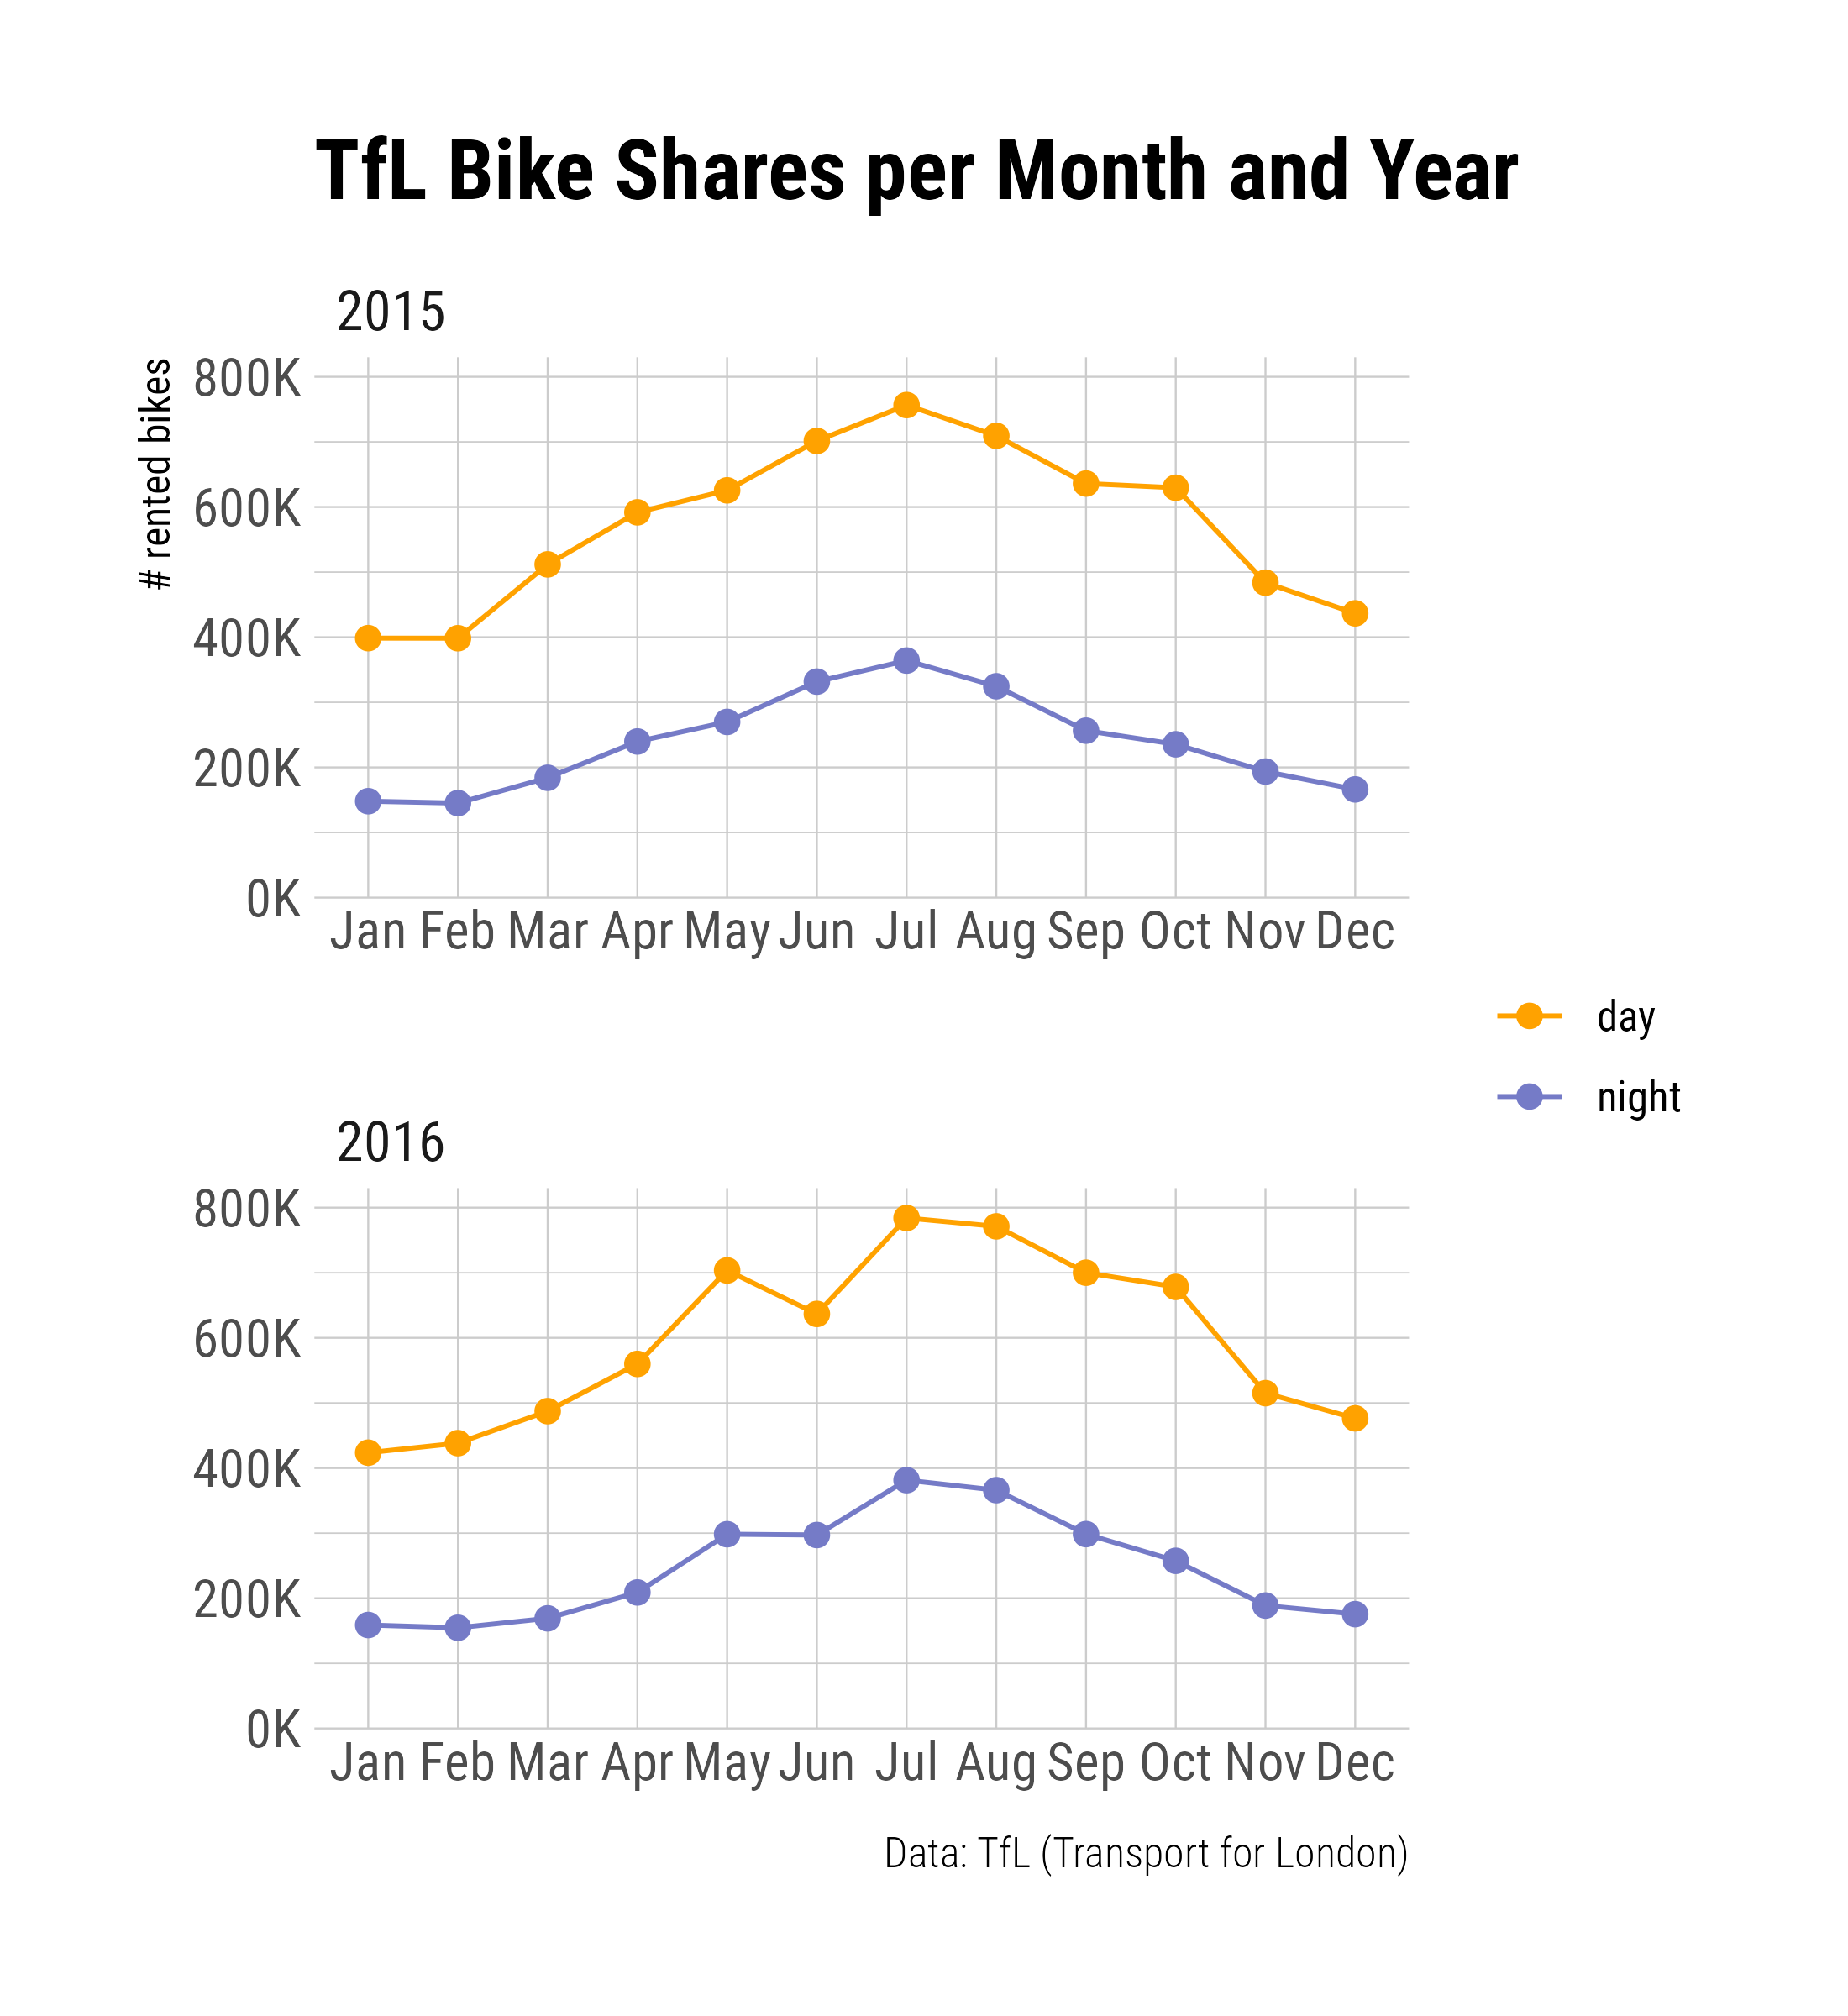 TfL Bike Shares per Month and Year
2015
# rented bikes
800K
600K
400K
200K
0K
Jan Feb Mar Apr May Jun Jul Aug Sep Oct Nov Dec
day
night
2016
800K
600K
400K
200K
0K
Jan Feb Mar Apr May Jun Jul Aug Sep Oct Nov Dec
Data: TfL (Transport for London)